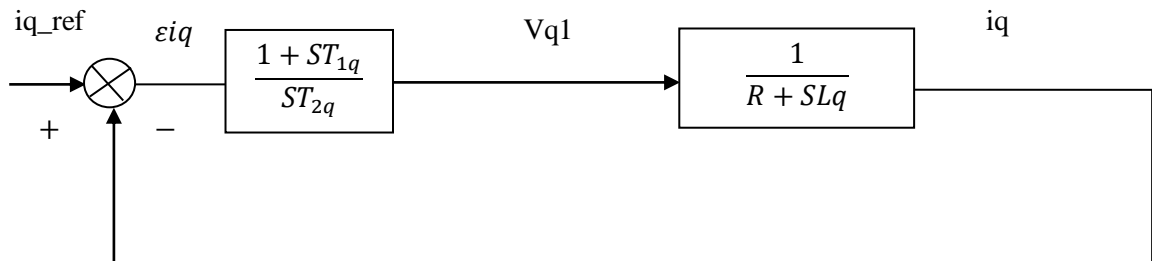 iq_ref
εiq
Vq1
iq
1 + ST₁q
ST₂q
1
R + SLq
+
−